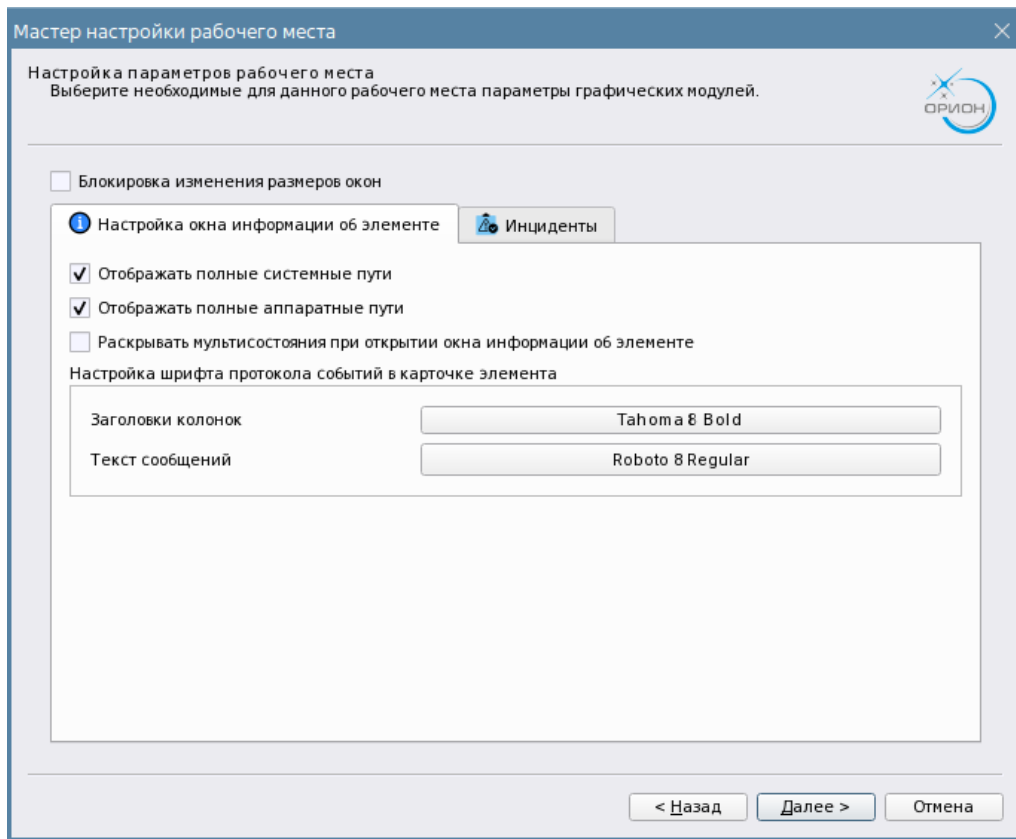 Мастер настройки рабочего места
Настройка параметров рабочего места
Выберите необходимые для данного рабочего места параметры графических модулей.
ОРИОН
Блокировка изменения размеров окон
Настройка окна информации об элементе
Инциденты
Отображать полные системные пути
Отображать полные аппаратные пути
Раскрывать мультисостояния при открытии окна информации об элементе
Настройка шрифта протокола событий в карточке элемента
Заголовки колонок
Tahoma 8 Bold
Текст сообщений
Roboto 8 Regular
< Назад
Далее >
Отмена